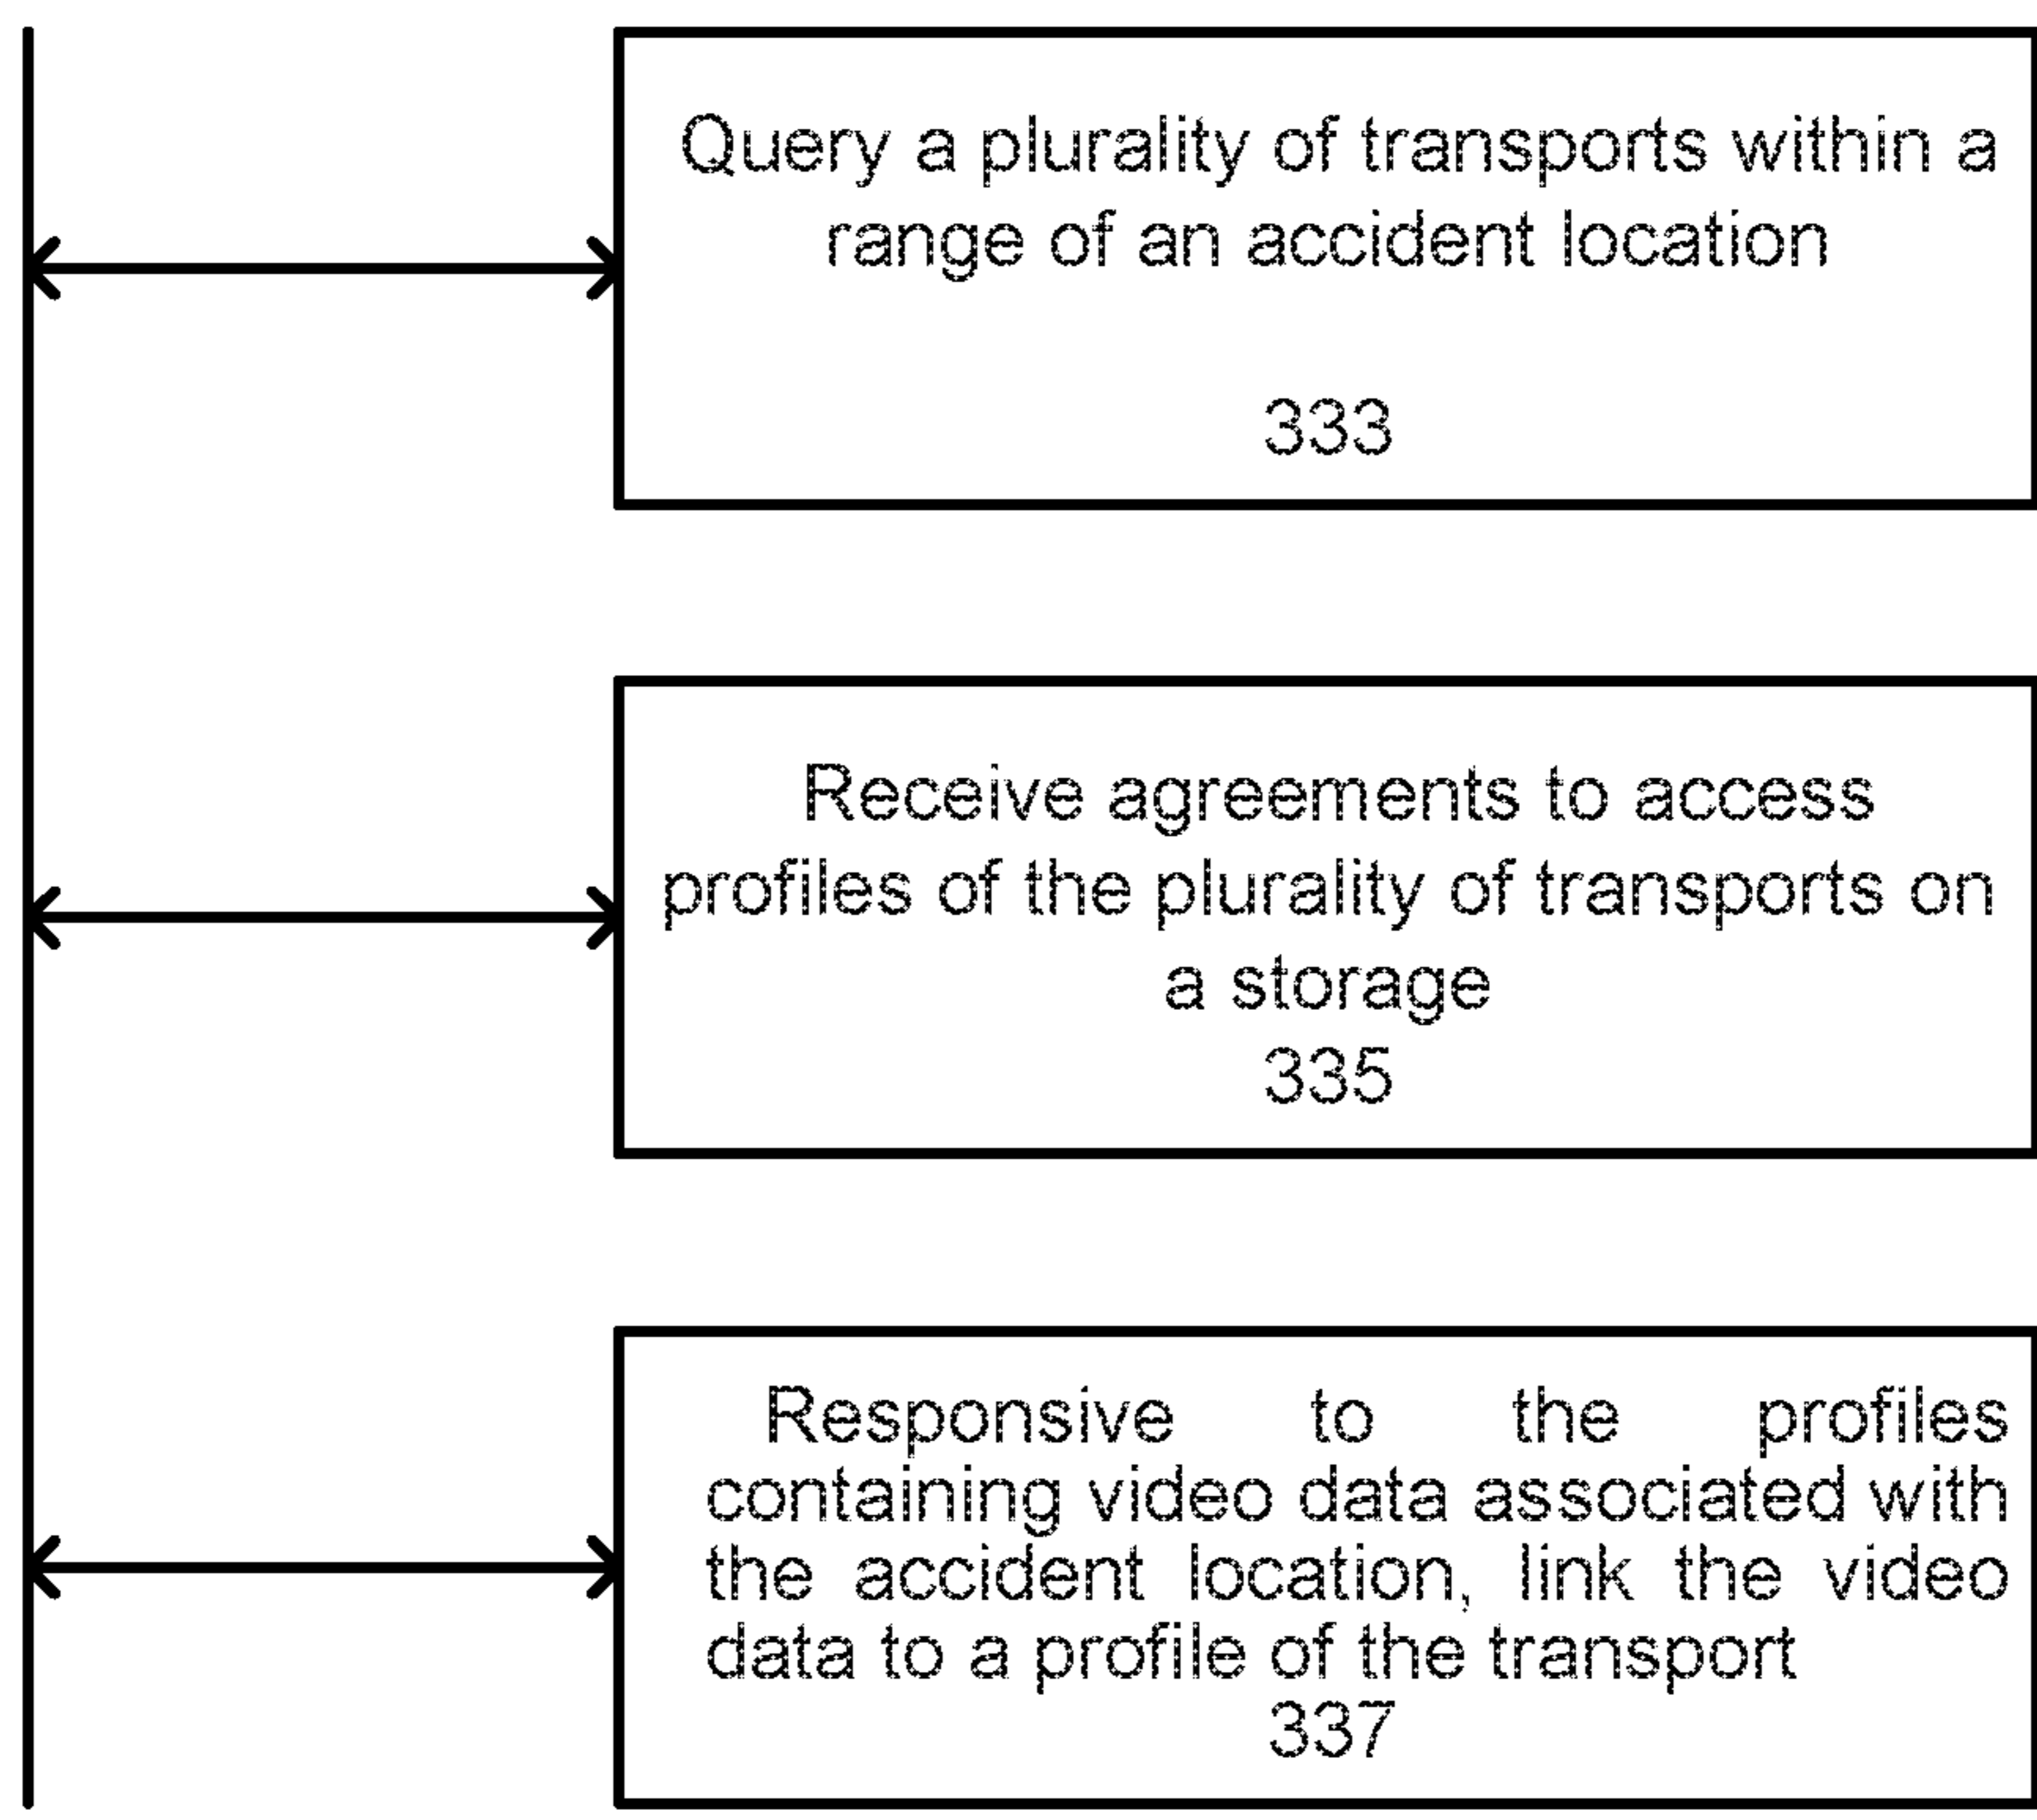 Query a plurality of transports within a
range of an accident location
333
Receive agreements to access
profiles of the plurality of transports on
a storage
335
Responsive to the profiles
containing video data associated with
the accident location, link the video
data to a profile of the transport
337